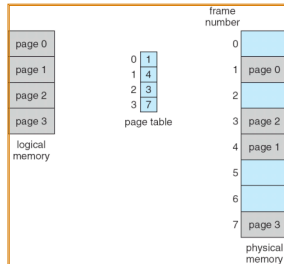 frame
number
page 0
page 1
page 2
page 3
logical
memory
0 1
1 4
2 3
3 7
page table
0
1 page 0
2
3 page 2
4 page 1
5
6
7 page 3
physical
memory